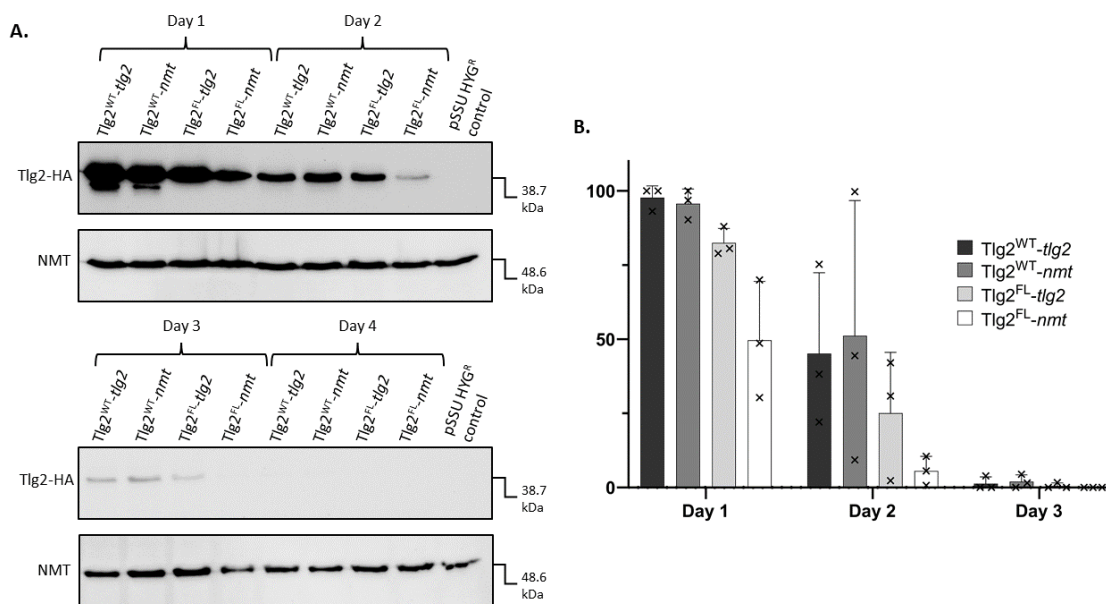 A.
Day 1
Day 2
Tlg2WT-tlg2
Tlg2WT-nmt
Tlg2FL-tlg2
Tlg2FL-nmt
Tlg2WT-tlg2
Tlg2WT-nmt
Tlg2FL-tlg2
Tlg2FL-nmt
pSSU HYGR
control
Tlg2-HA
38.7
kDa
NMT
48.6
kDa
Day 3
Day 4
Tlg2WT-tlg2
Tlg2WT-nmt
Tlg2FL-tlg2
Tlg2FL-nmt
Tlg2WT-tlg2
Tlg2WT-nmt
Tlg2FL-tlg2
Tlg2FL-nmt
pSSU HYGR
control
Tlg2-HA
38.7
kDa
NMT
48.6
kDa
B.
100
50
0
Day 1
Day 2
Day 3
Tlg2WT-tlg2
Tlg2WT-nmt
Tlg2FL-tlg2
Tlg2FL-nmt